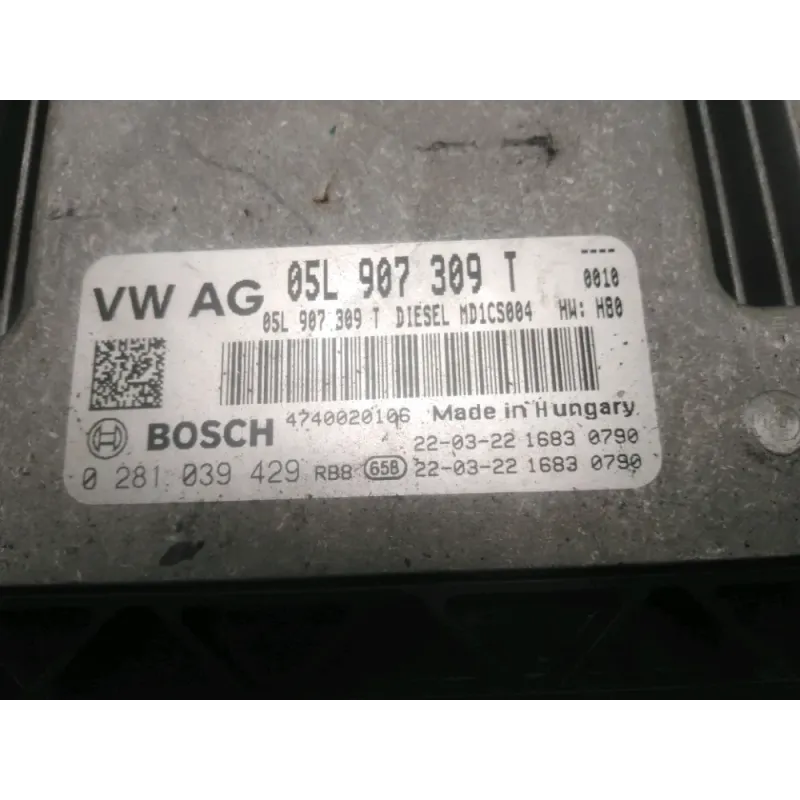 ----
VW AG 05L 907 309 T 0010
05L 907 309 T DIESEL MD1CS004 HW: H80
4740020106 Made in Hungary
BOSCH 22-03-22 1683 0790
0 281 039 429 RB8 G5B 22-03-22 1683 0790